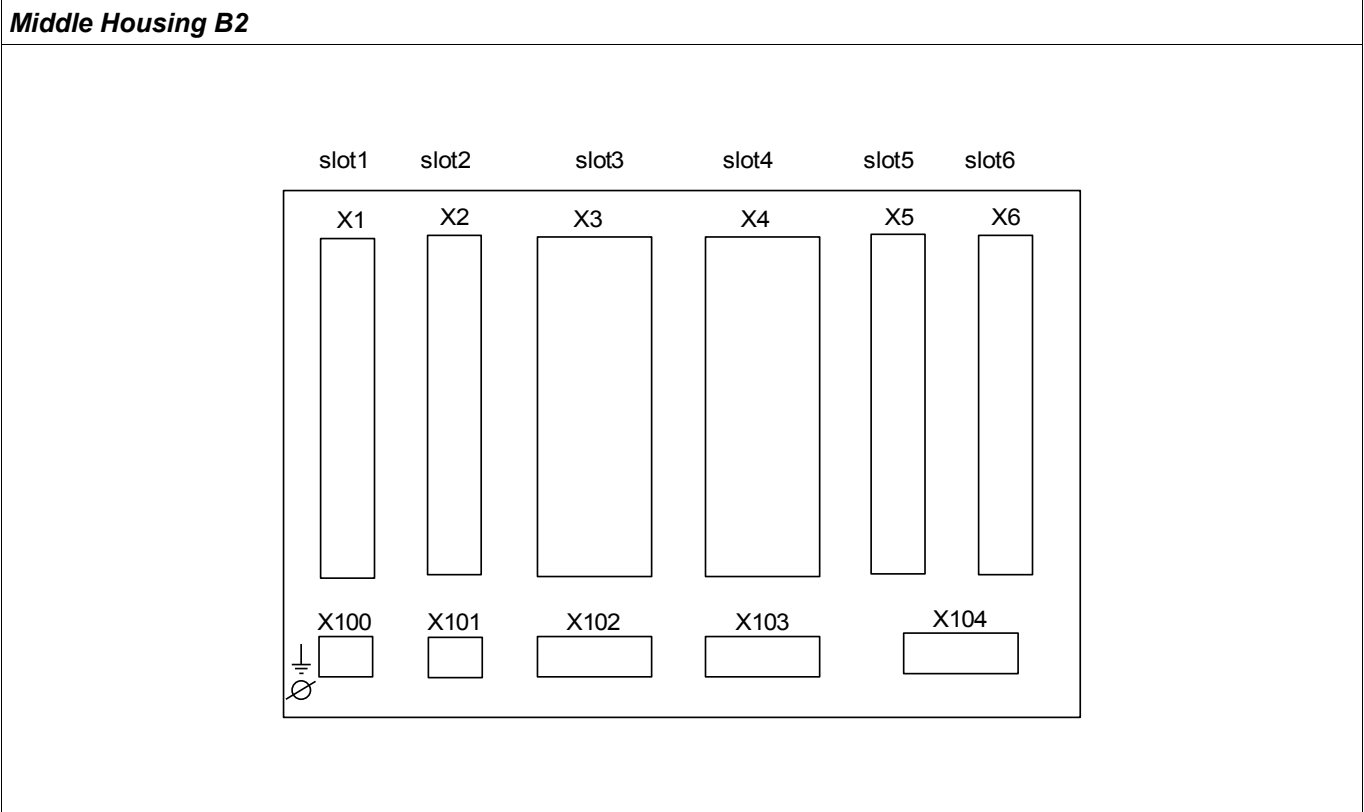 Middle Housing B2
slot1 slot2 slot3 slot4 slot5 slot6
X1 X2 X3 X4 X5 X6
X100 X101 X102 X103 X104